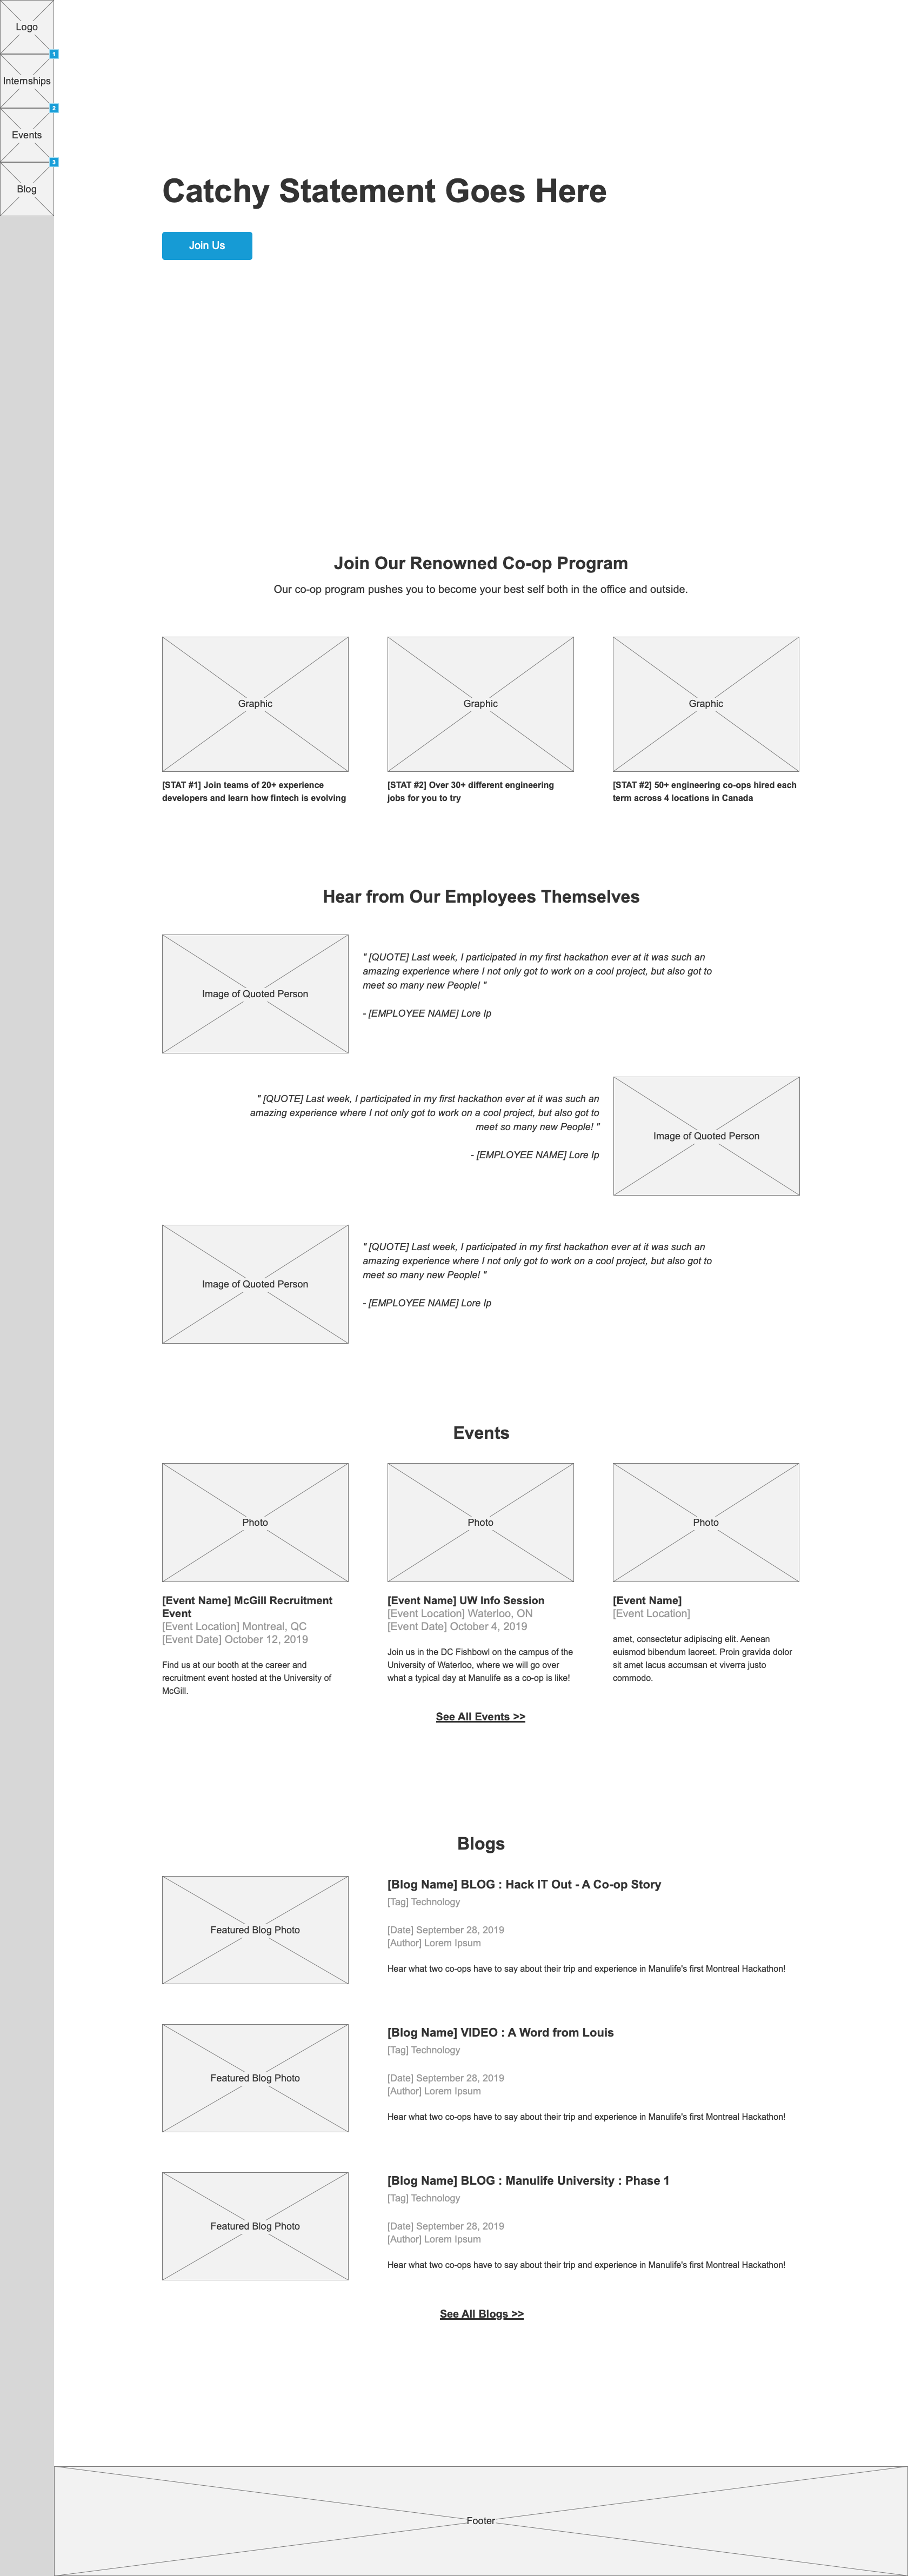 Logo
1
Internships
2
Events
3
Blog
Catchy Statement Goes Here
Join Us
Join Our Renowned Co-op Program
Our co-op program pushes you to become your best self both in the office and outside.
Graphic
Graphic
Graphic
[STAT #1] Join teams of 20+ experience
developers and learn how fintech is evolving
[STAT #2] Over 30+ different engineering
jobs for you to try
[STAT #2] 50+ engineering co-ops hired each
term across 4 locations in Canada
Hear from Our Employees Themselves
Image of Quoted Person
" [QUOTE] Last week, I participated in my first hackathon ever at it was such an
amazing experience where I not only got to work on a cool project, but also got to
meet so many new People! "
- [EMPLOYEE NAME] Lore Ip
" [QUOTE] Last week, I participated in my first hackathon ever at it was such an
amazing experience where I not only got to work on a cool project, but also got to
meet so many new People! "
- [EMPLOYEE NAME] Lore Ip
Image of Quoted Person
Image of Quoted Person
" [QUOTE] Last week, I participated in my first hackathon ever at it was such an
amazing experience where I not only got to work on a cool project, but also got to
meet so many new People! "
- [EMPLOYEE NAME] Lore Ip
Events
Photo
Photo
Photo
[Event Name] McGill Recruitment
Event
[Event Location] Montreal, QC
[Event Date] October 12, 2019
Find us at our booth at the career and
recruitment event hosted at the University of
McGill.
[Event Name] UW Info Session
[Event Location] Waterloo, ON
[Event Date] October 4, 2019
Join us in the DC Fishbowl on the campus of the
University of Waterloo, where we will go over
what a typical day at Manulife as a co-op is like!
[Event Name]
[Event Location]
amet, consectetur adipiscing elit. Aenean
euismod bibendum laoreet. Proin gravida dolor
sit amet lacus accumsan et viverra justo
commodo.
See All Events >>
Blogs
Featured Blog Photo
[Blog Name] BLOG : Hack IT Out - A Co-op Story
[Tag] Technology
[Date] September 28, 2019
[Author] Lorem Ipsum
Hear what two co-ops have to say about their trip and experience in Manulife's first Montreal Hackathon!
Featured Blog Photo
[Blog Name] VIDEO : A Word from Louis
[Tag] Technology
[Date] September 28, 2019
[Author] Lorem Ipsum
Hear what two co-ops have to say about their trip and experience in Manulife's first Montreal Hackathon!
Featured Blog Photo
[Blog Name] BLOG : Manulife University : Phase 1
[Tag] Technology
[Date] September 28, 2019
[Author] Lorem Ipsum
Hear what two co-ops have to say about their trip and experience in Manulife's first Montreal Hackathon!
See All Blogs >>
Footer